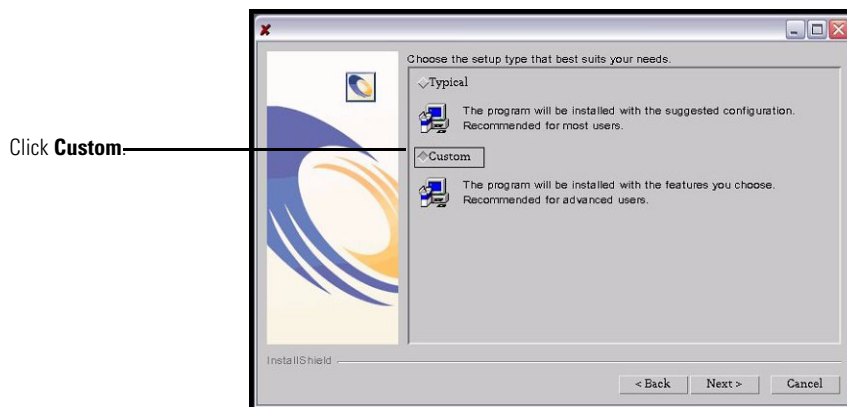 Choose the setup type that best suits your needs.
Typical
The program will be installed with the suggested configuration.
Recommended for most users.
Click Custom.
Custom
The program will be installed with the features you choose.
Recommended for advanced users.
InstallShield
< Back
Next >
Cancel